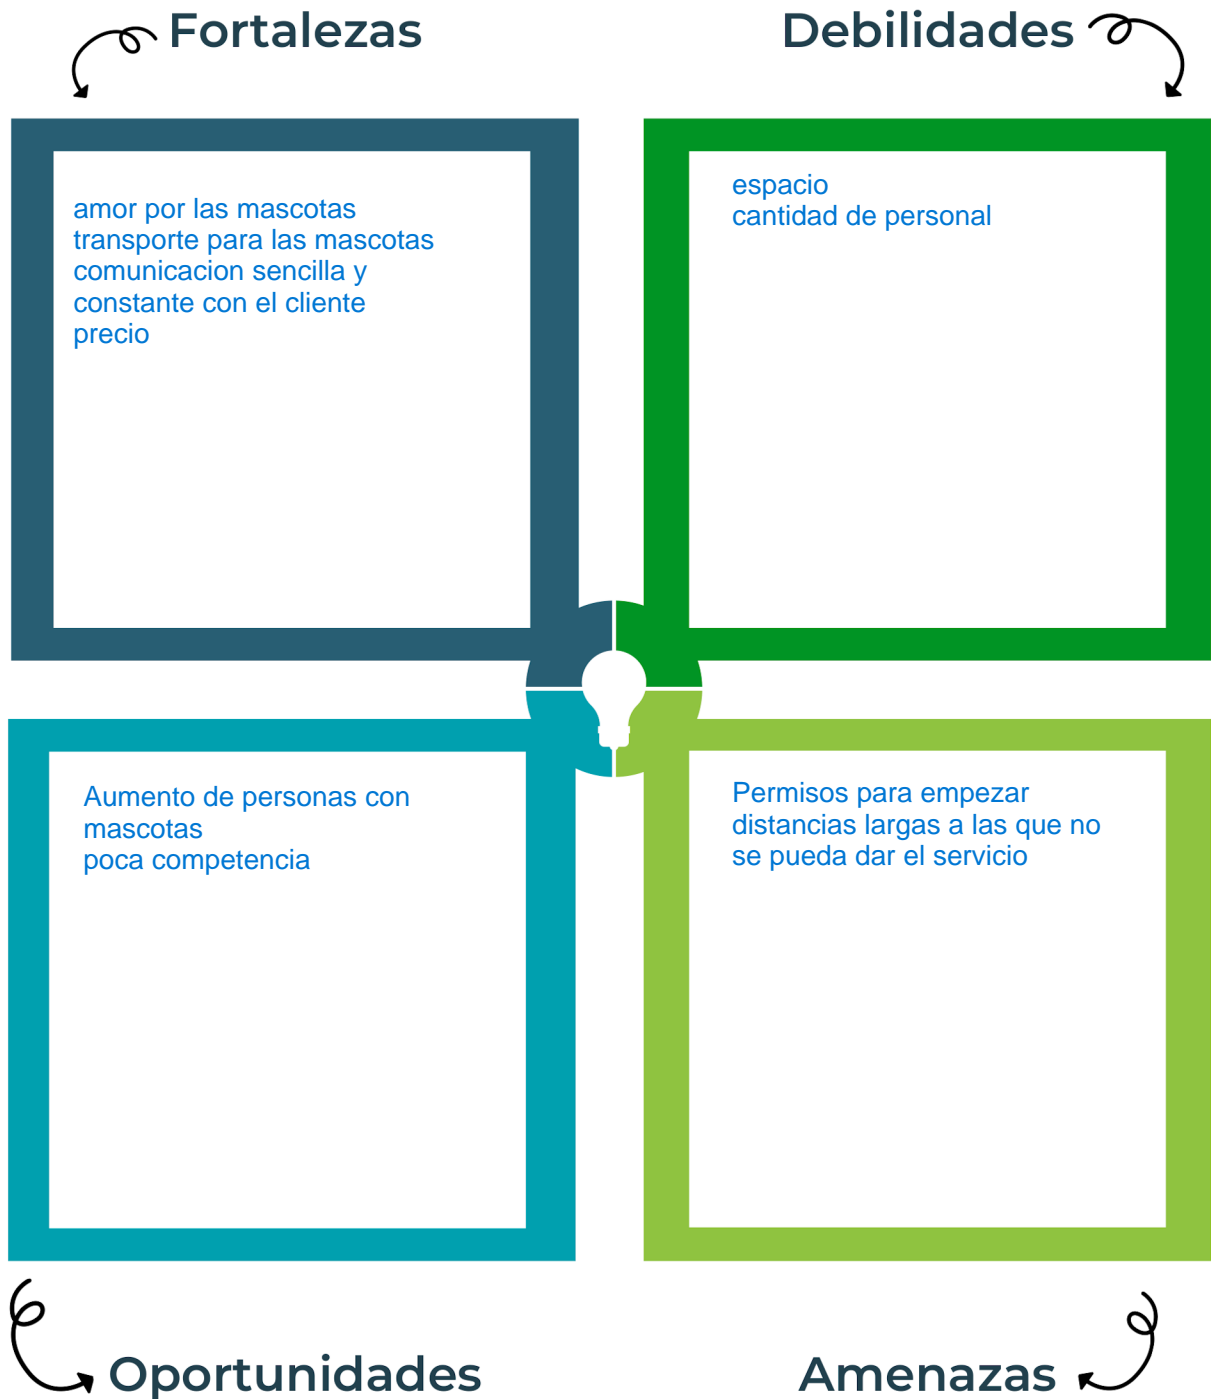 Fortalezas
amor por las mascotas
transporte para las mascotas
comunicacion sencilla y
constante con el cliente
precio
Debilidades
espacio
cantidad de personal
Aumento de personas con
mascotas
poca competencia
Oportunidades
Permisos para empezar
distancias largas a las que no
se pueda dar el servicio
Amenazas